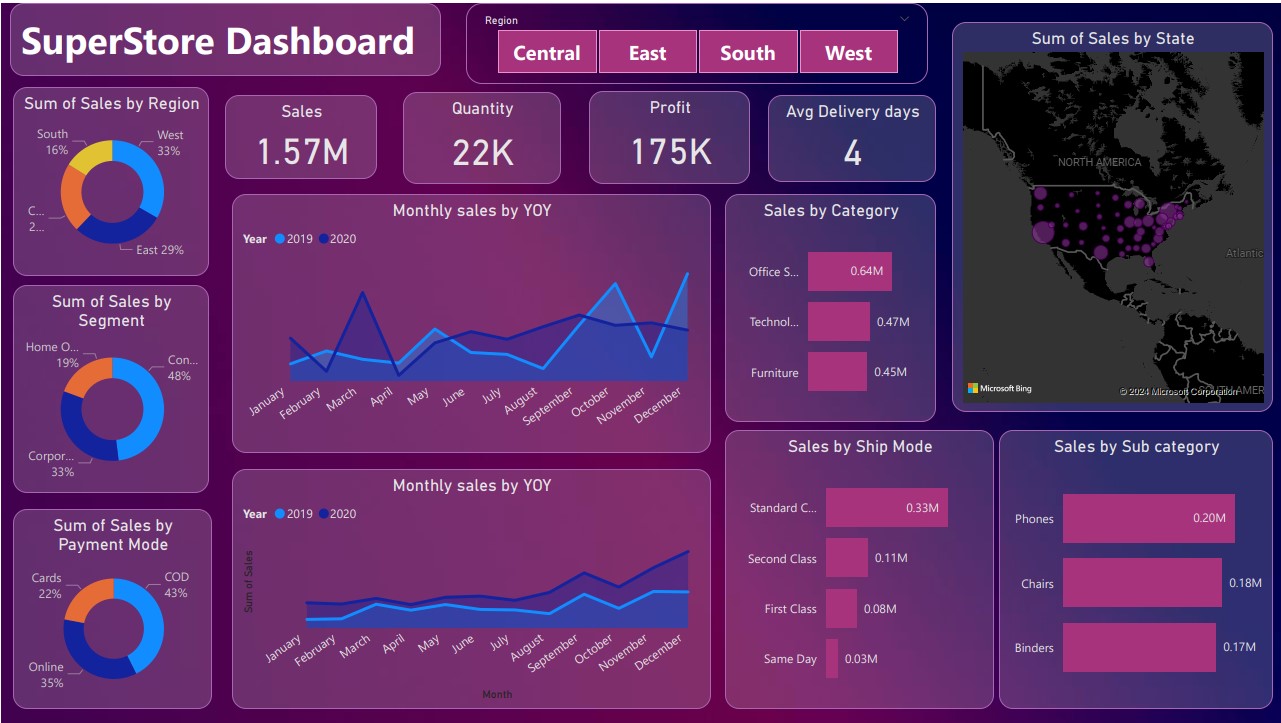 SuperStore Dashboard
Region
Central
East
South
West
Sum of Sales by State
NORTH AMERICA
Atlantic
Microsoft Bing
© 2024 Microsoft Corporation
SOUTH AMER
Sum of Sales by Region
South
16%
West
33%
C...
2...
East 29%
Sales
1.57M
Quantity
22K
Profit
175K
Avg Delivery days
4
Monthly sales by YOY
Year 2019 2020
January
February
March
April
May
June
July
August
September
October
November
December
Sales by Category
Office S...
0.64M
Technol...
0.47M
Furniture
0.45M
Sum of Sales by
Segment
Home O...
19%
Con...
48%
Corpor...
33%
Monthly sales by YOY
Year 2019 2020
Sum of Sales
January
February
March
April
May
June
July
August
September
October
November
December
Month
Sales by Ship Mode
Standard C...
0.33M
Second Class
0.11M
First Class
0.08M
Same Day
0.03M
Sales by Sub category
Phones
0.20M
Chairs
0.18M
Binders
0.17M
Sum of Sales by
Payment Mode
Cards
22%
COD
43%
Online
35%